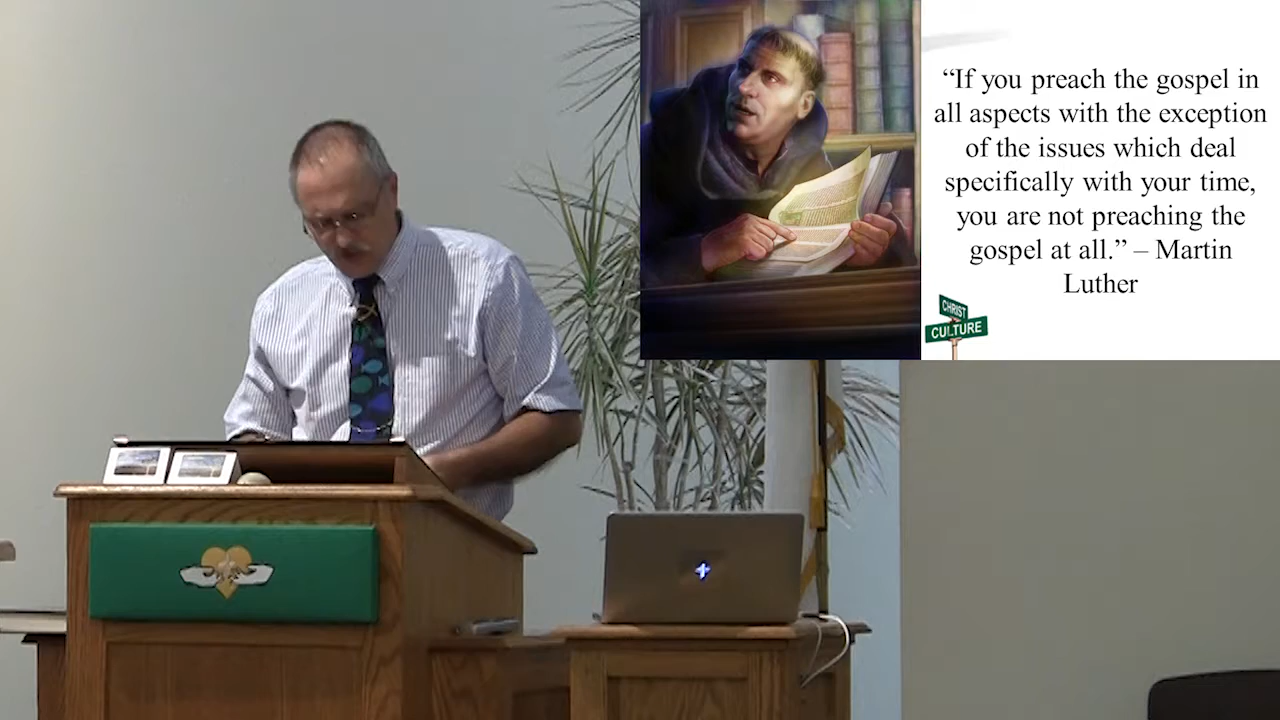 “If you preach the gospel in
all aspects with the exception
of the issues which deal
specifically with your time,
you are not preaching the
gospel at all.” – Martin
Luther
CHRIST
CULTURE